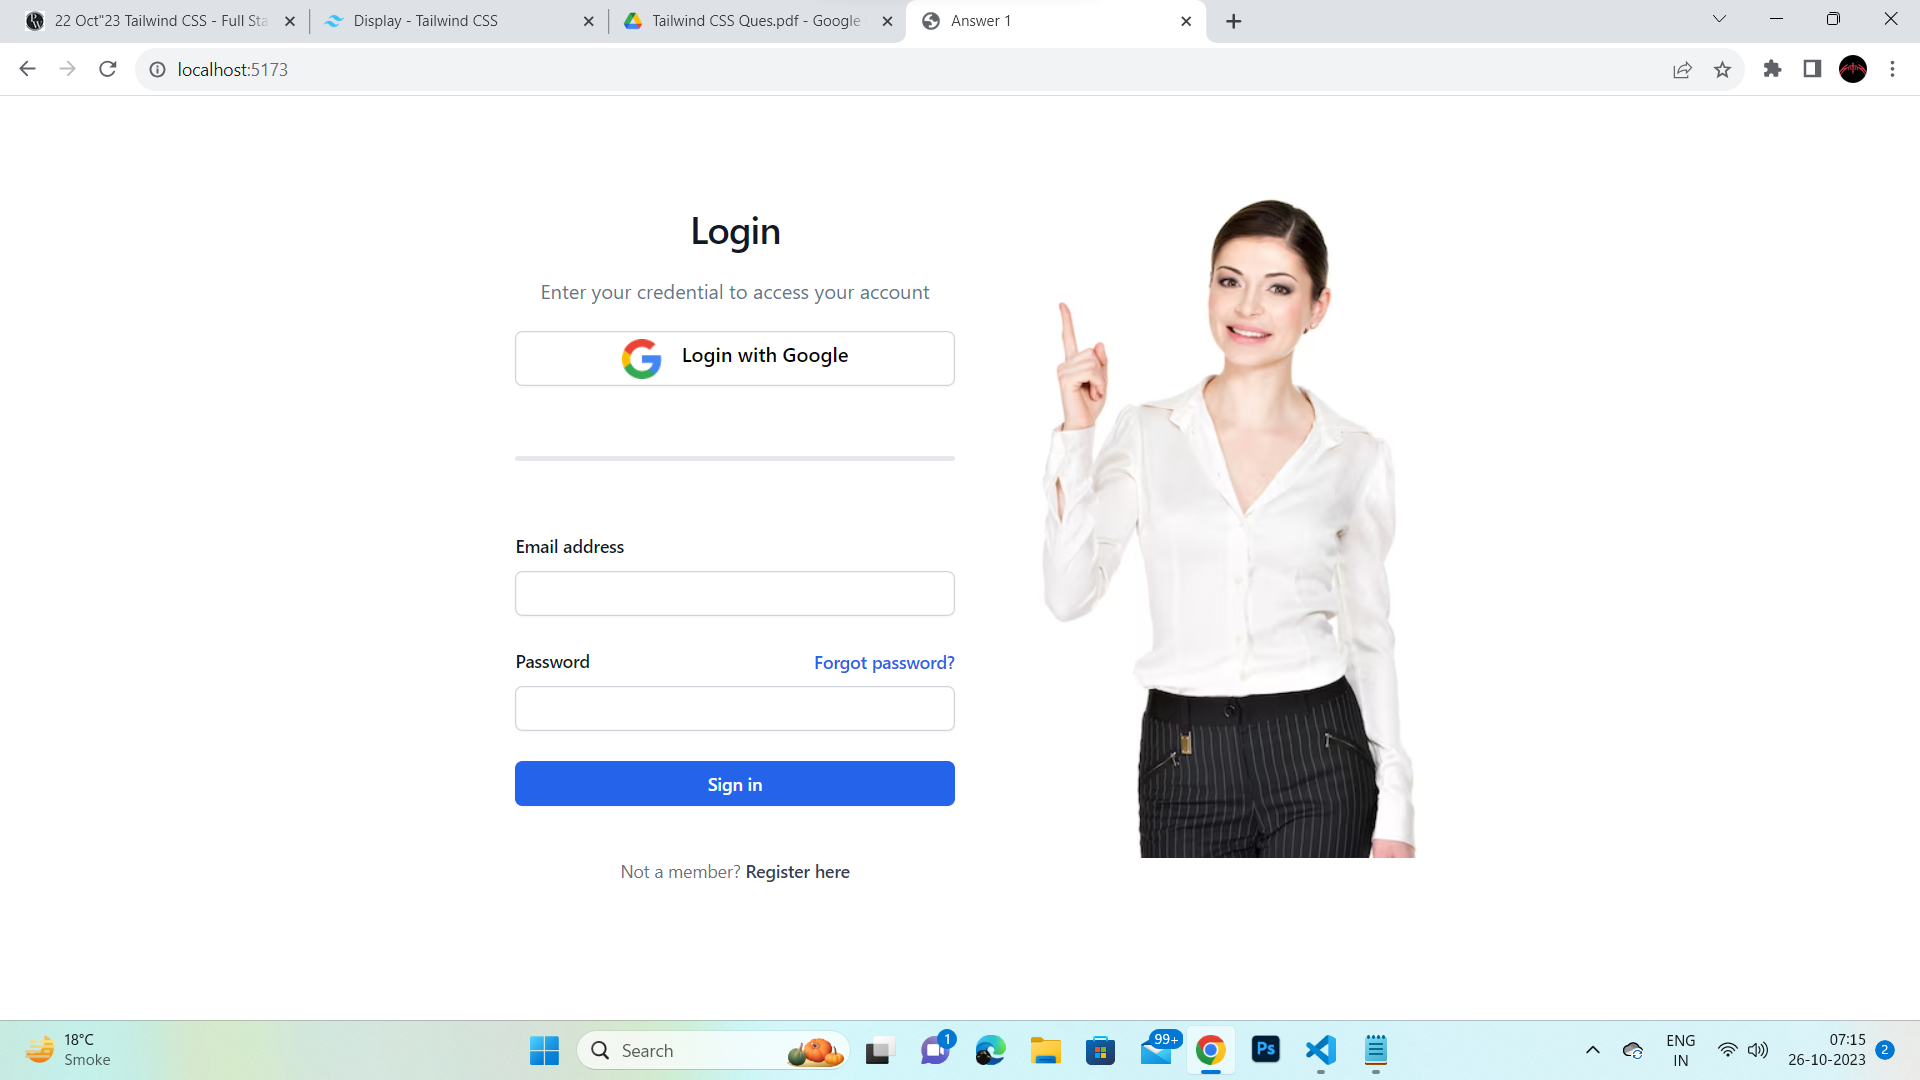 22 Oct"23 Tailwind CSS - Full Sta
Display - Tailwind CSS
Tailwind CSS Ques.pdf - Google
Answer 1
localhost:5173
Login
Enter your credential to access your account
Login with Google
Email address
Password
Forgot password?
Sign in
Not a member? Register here
18°C
Smoke
Search
1
99+
Ps
ENG
IN
07:15
26-10-2023
2